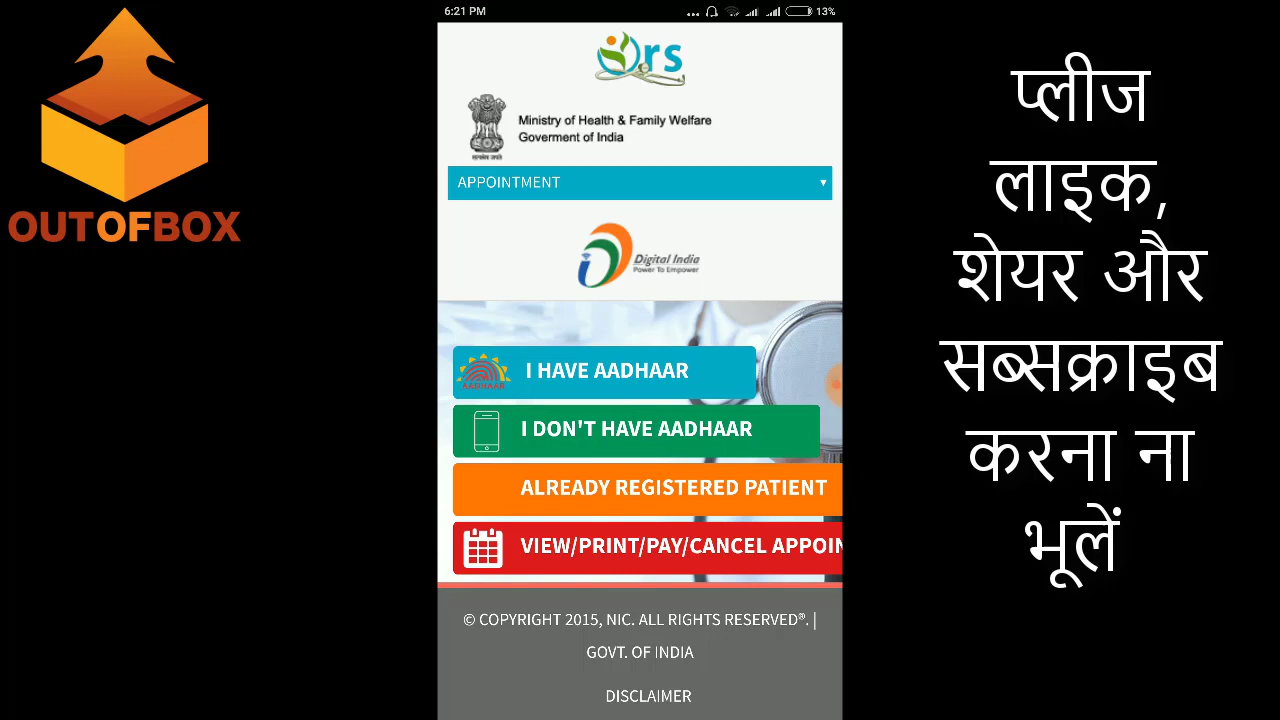 OUTOFBOX
6:21 PM
13%
Ors
Ministry of Health & Family Welfare
Goverment of India
APPOINTMENT
Digital India
Power To Empower
AADHAAR
I HAVE AADHAAR
I DON'T HAVE AADHAAR
ALREADY REGISTERED PATIENT
VIEW/PRINT/PAY/CANCEL APPOIN
© COPYRIGHT 2015, NIC. ALL RIGHTS RESERVED®. |
GOVT. OF INDIA
DISCLAIMER
प्लीज
लाइक,
शेयर और
सब्सक्राइब
करना ना
भूलें